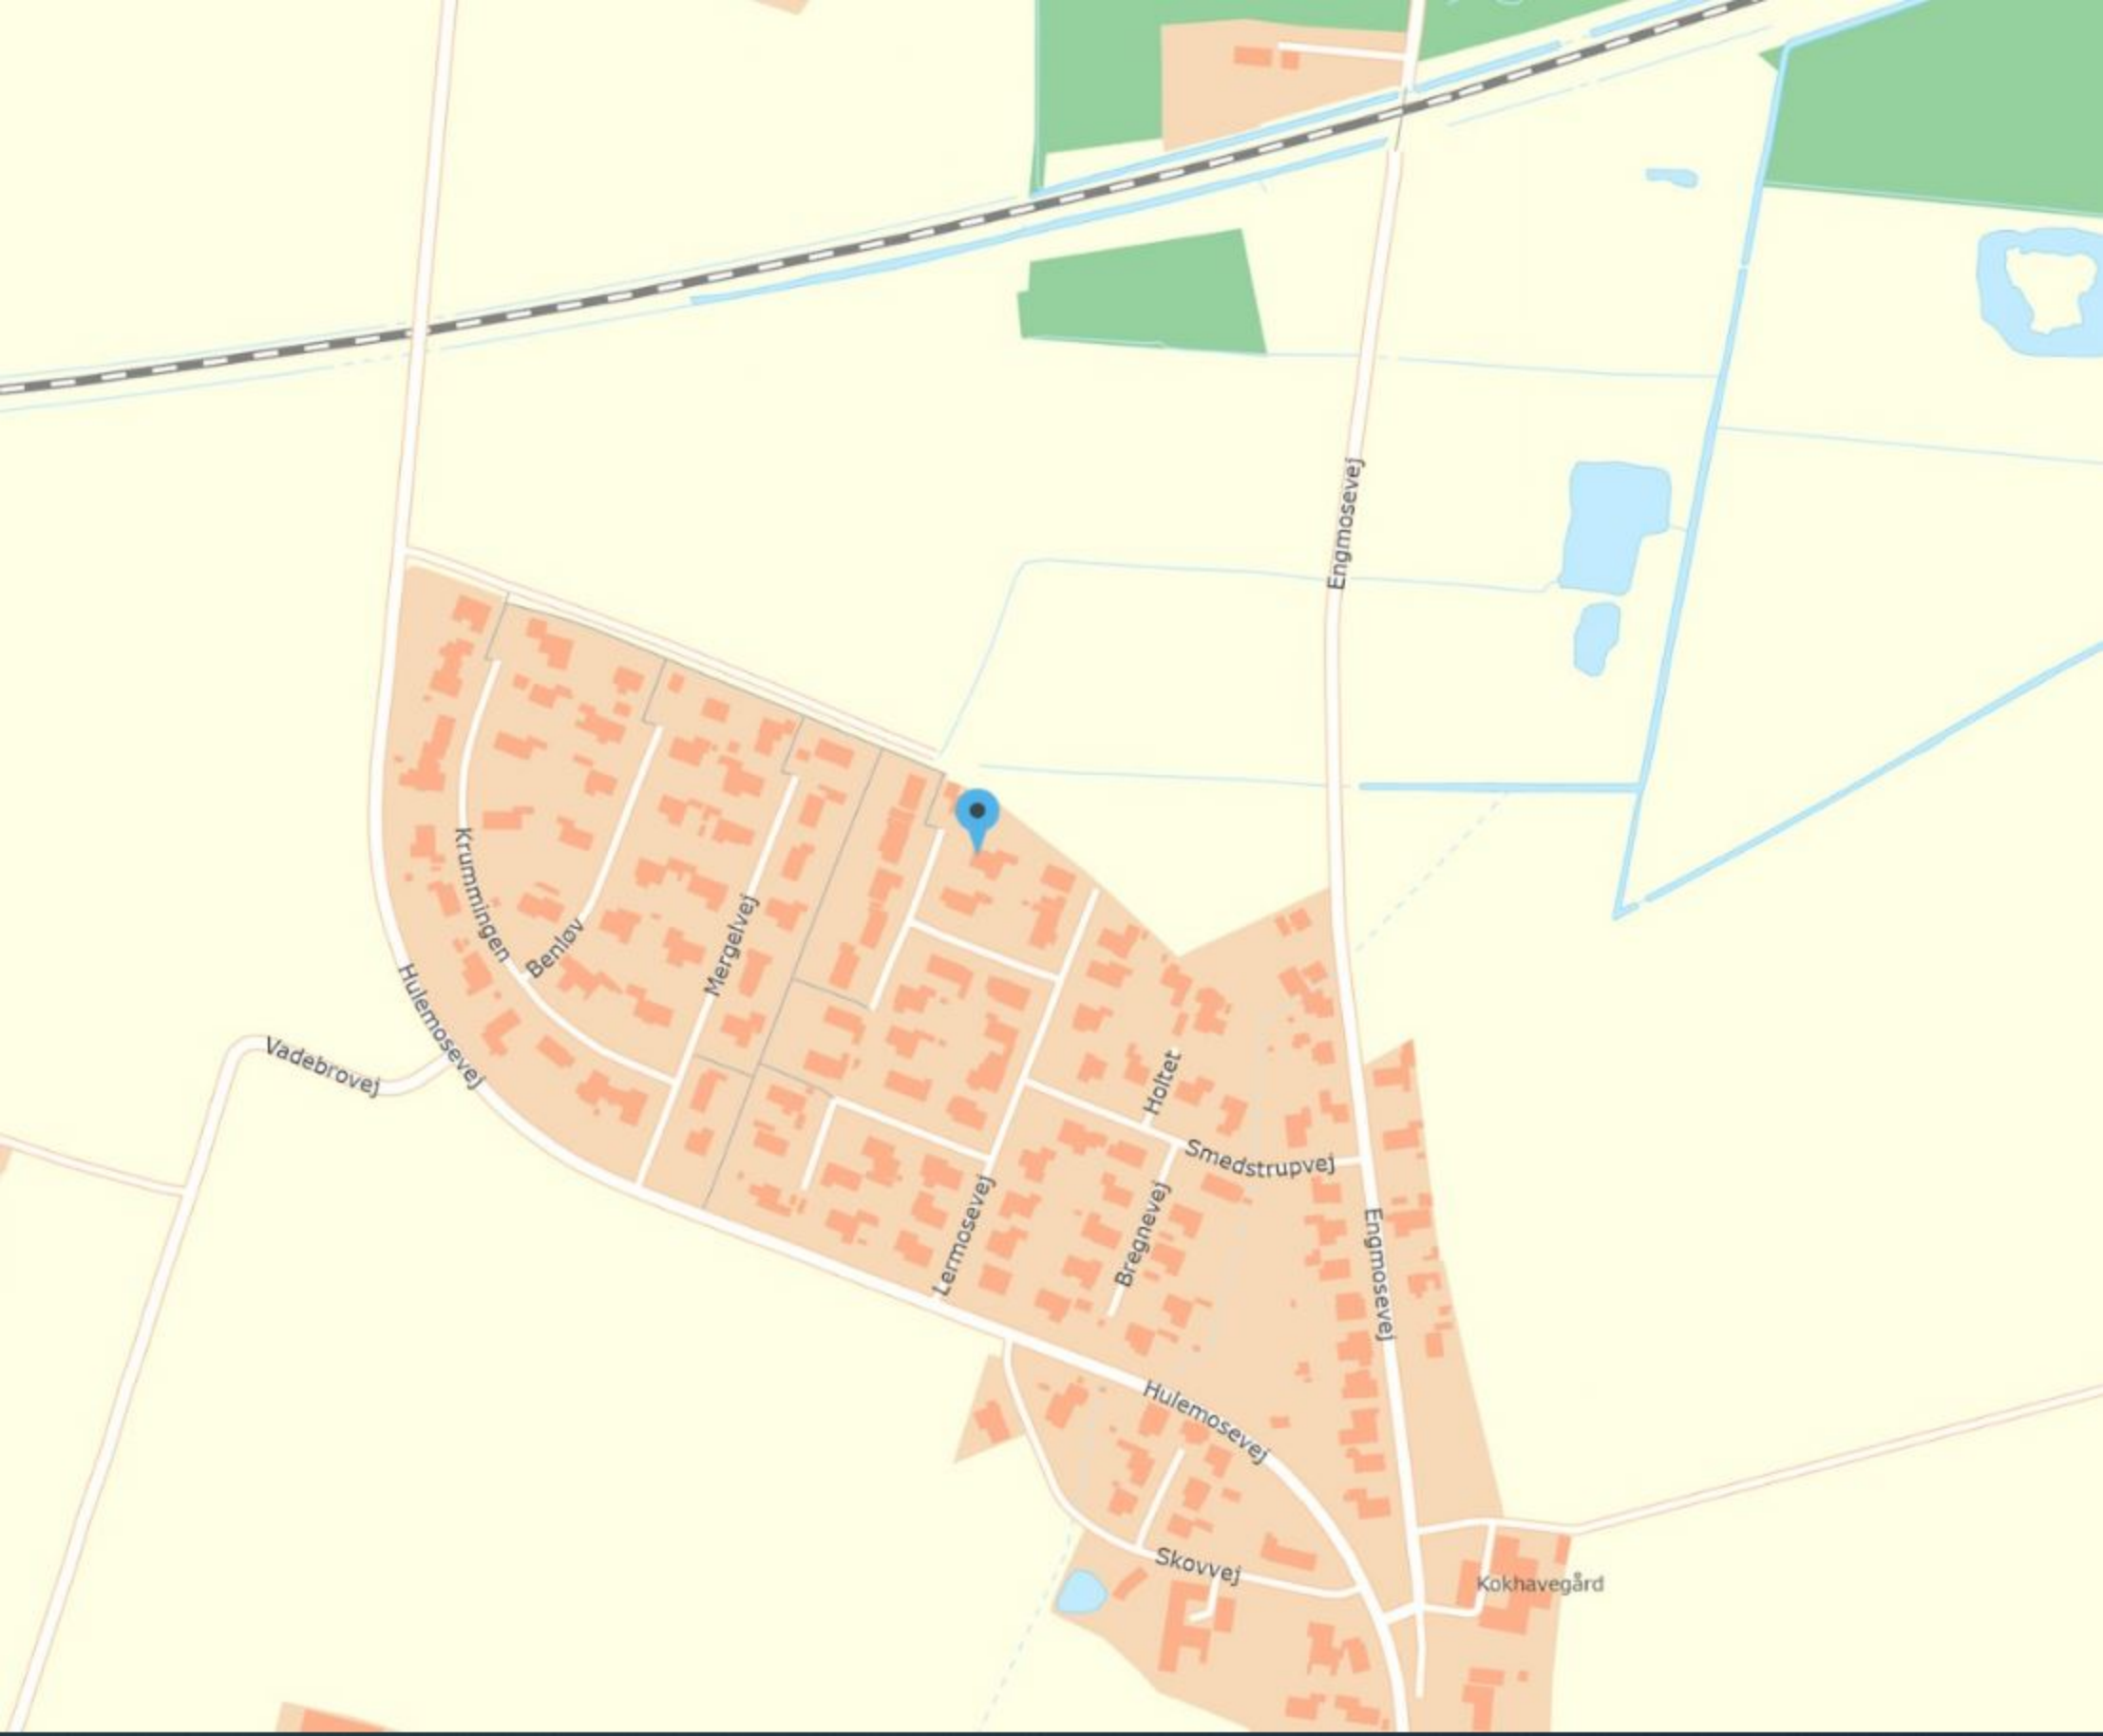 Engmosevej
Krummingen
Benløv
Mergelvej
Hulemosevej
Vadebrovej
Holtet
Smedstrupvej
Lermosevej
Bregnevej
Engmosevej
Hulemosevej
Skovvej
Kokhavegård